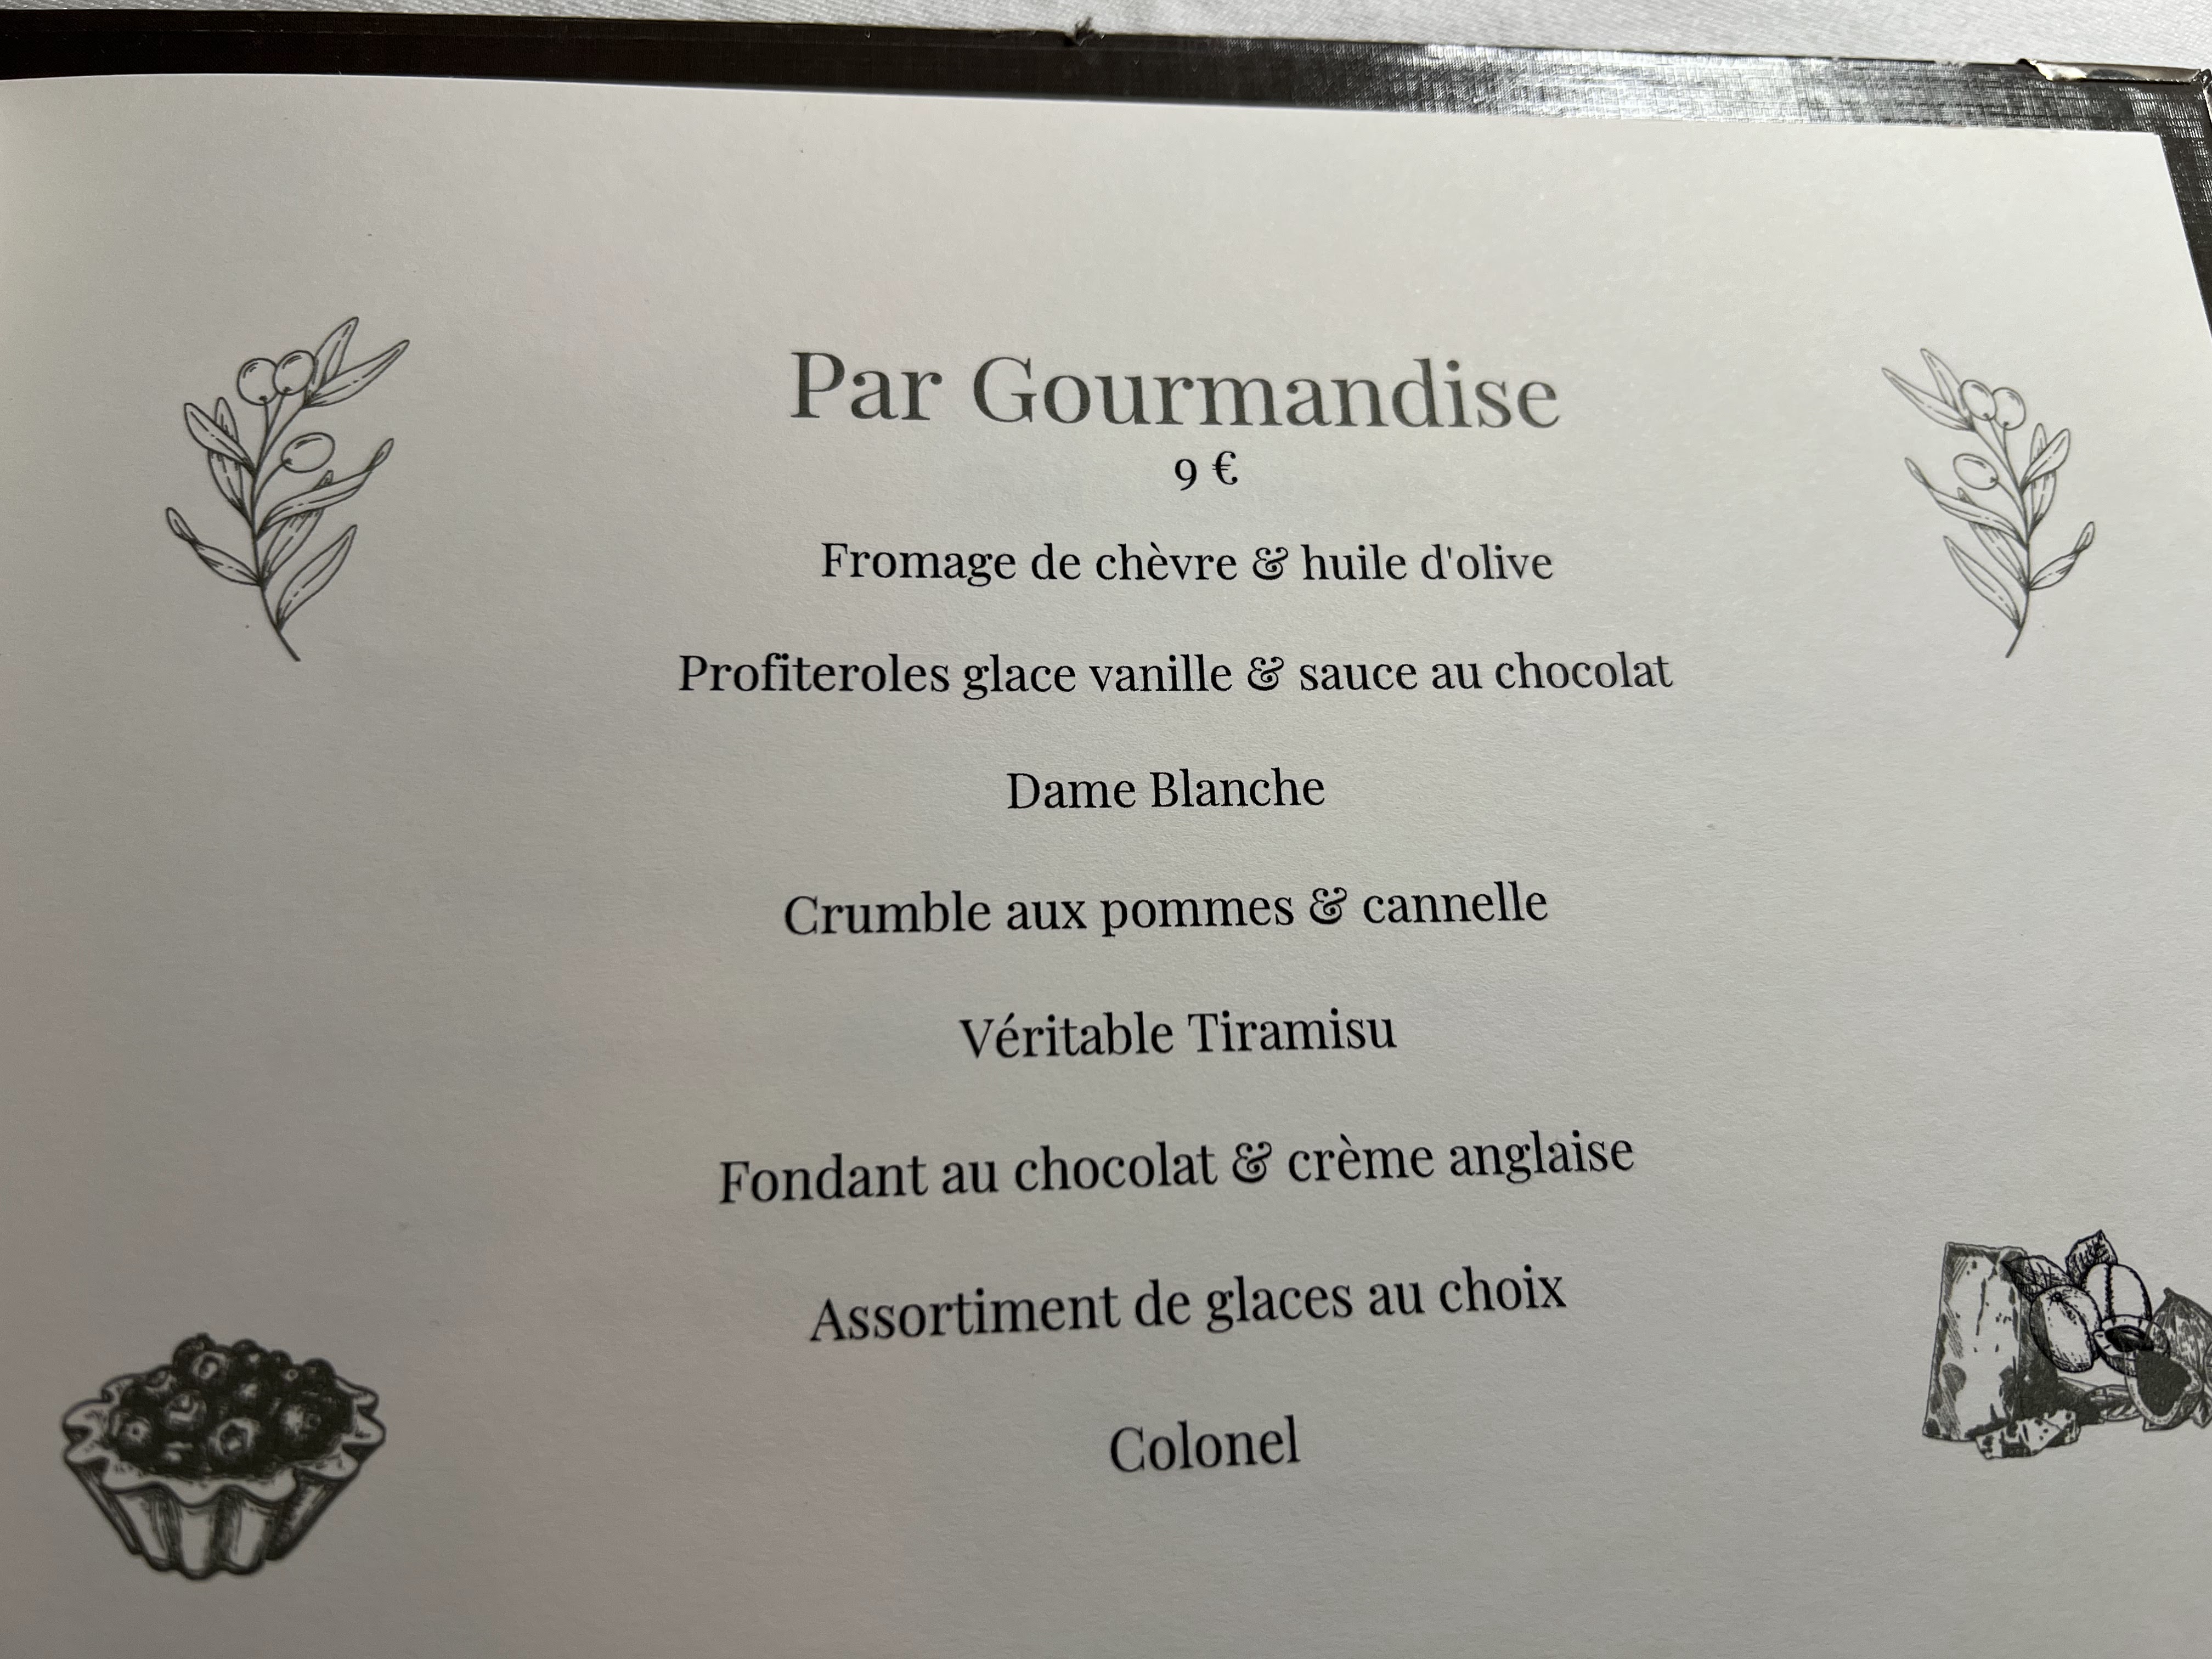 Par Gourmandise
9 €
Fromage de chèvre & huile d'olive
Profiteroles glace vanille & sauce au chocolat
Dame Blanche
Crumble aux pommes & cannelle
Véritable Tiramisu
Fondant au chocolat & crème anglaise
Assortiment de glaces au choix
Colonel